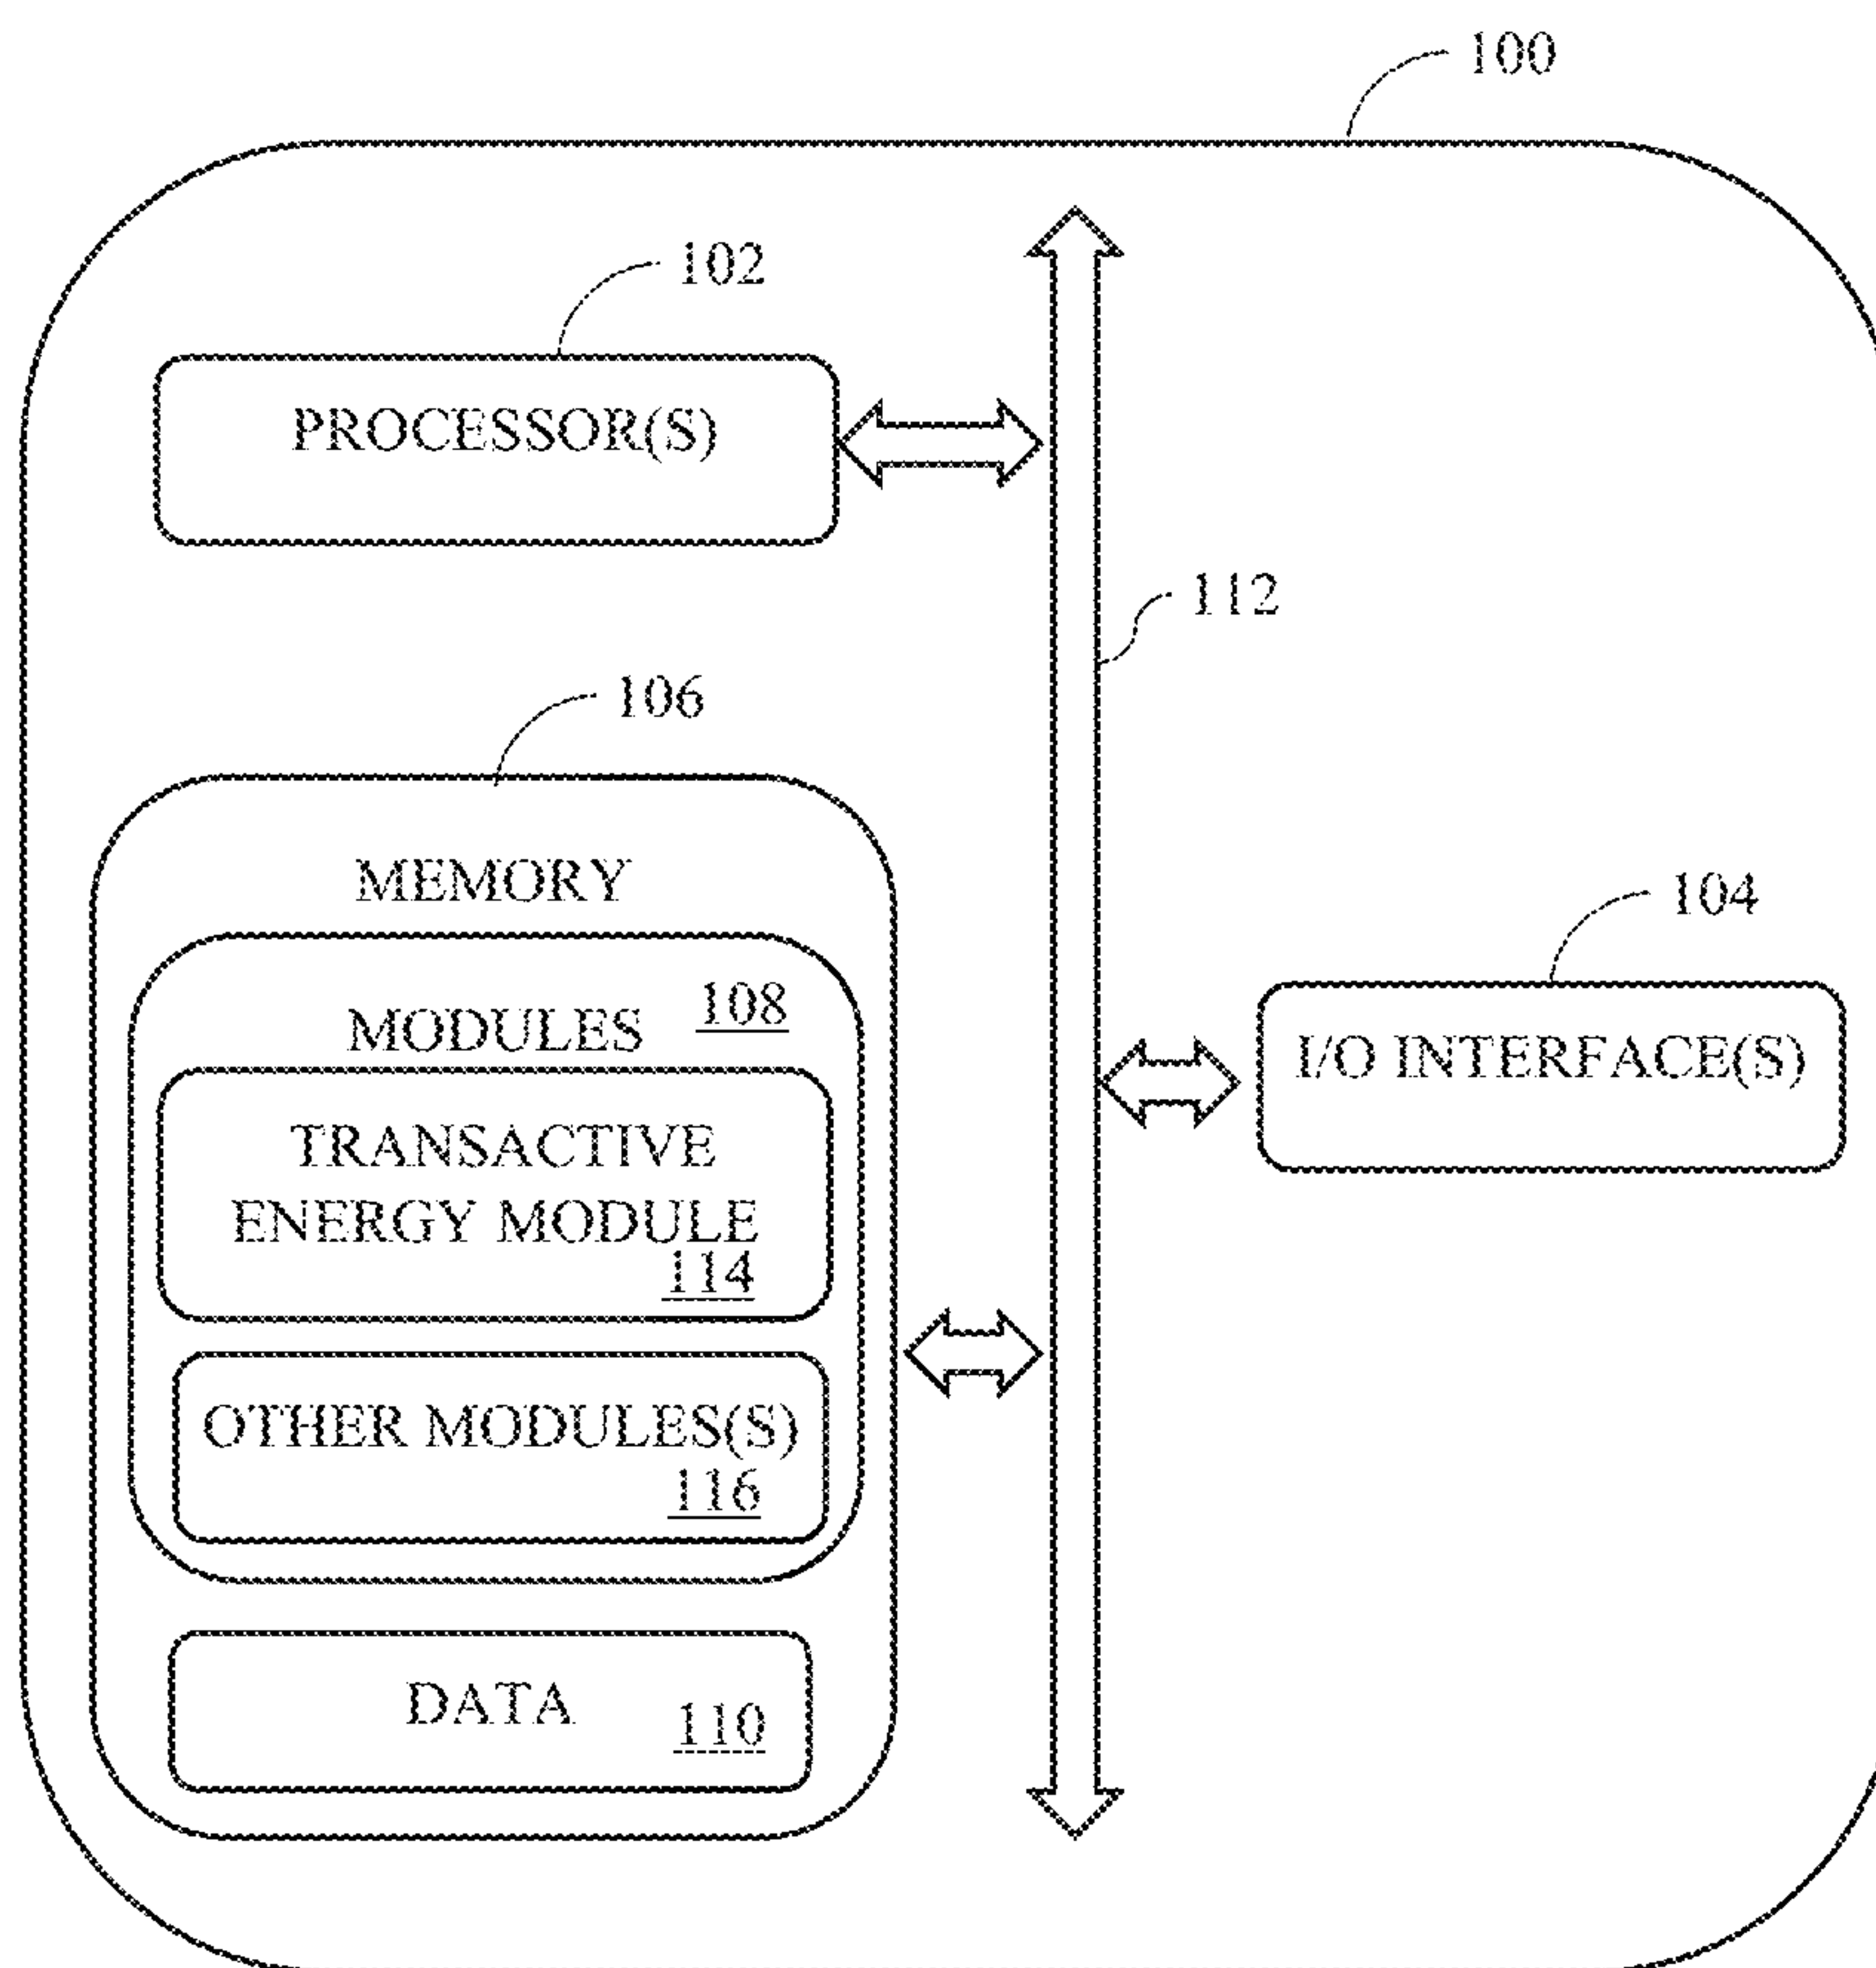 100
102
PROCESSOR(S)
112
106
MEMORY
104
108
MODULES
I/O INTERFACE(S)
TRANSACTIVE
ENERGY MODULE
114
OTHER MODULES(S)
116
DATA
110